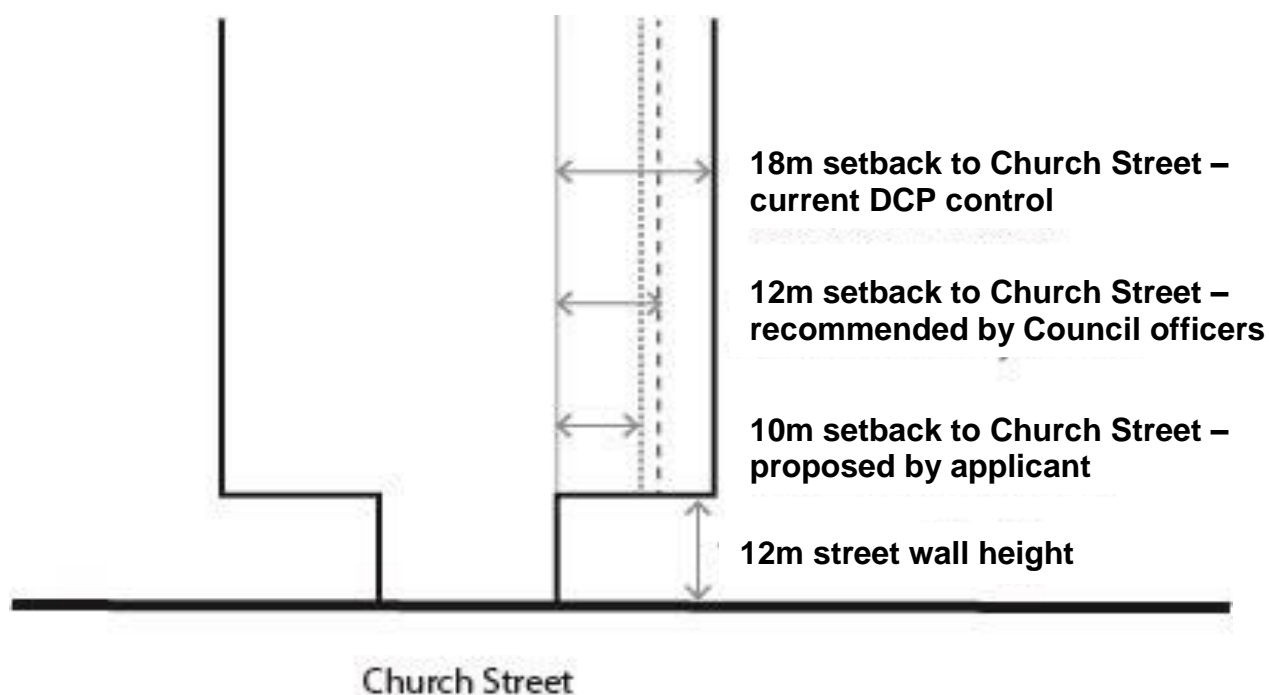 18m setback to Church Street –
current DCP control
12m setback to Church Street –
recommended by Council officers
10m setback to Church Street –
proposed by applicant
12m street wall height
Church Street